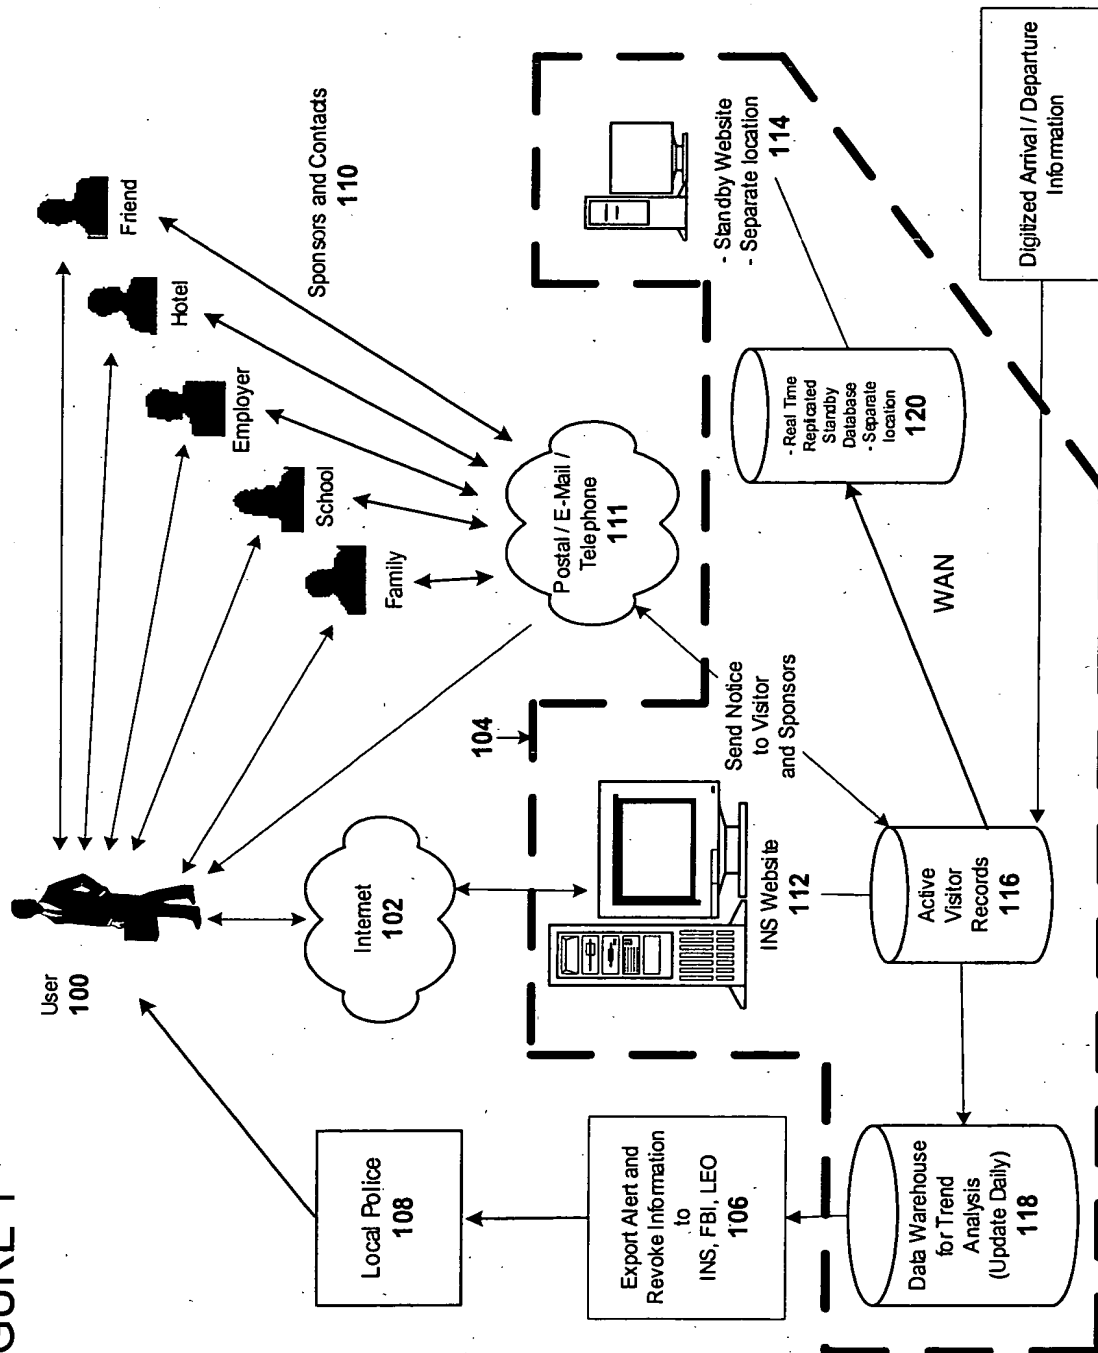 GURE 1
User
100
Friend
Hotel
Employer
School
Family
Sponsors and Contacts
110
Local Police
108
Internet
102
Postal / E-Mail /
Telephone
111
104
- Standby Website
- Separate location
114
Export Alert and
Revoke Information
to
INS, FBI, LEO
106
INS Website
112
Send Notice
to Visitor
and Sponsors
- Real Time
Replicated
Standby
Database
- Separate
location
120
WAN
Data Warehouse
for Trend
Analysis
(Update Daily)
118
Active
Visitor
Records
116
Digitized Arrival / Departure
Information